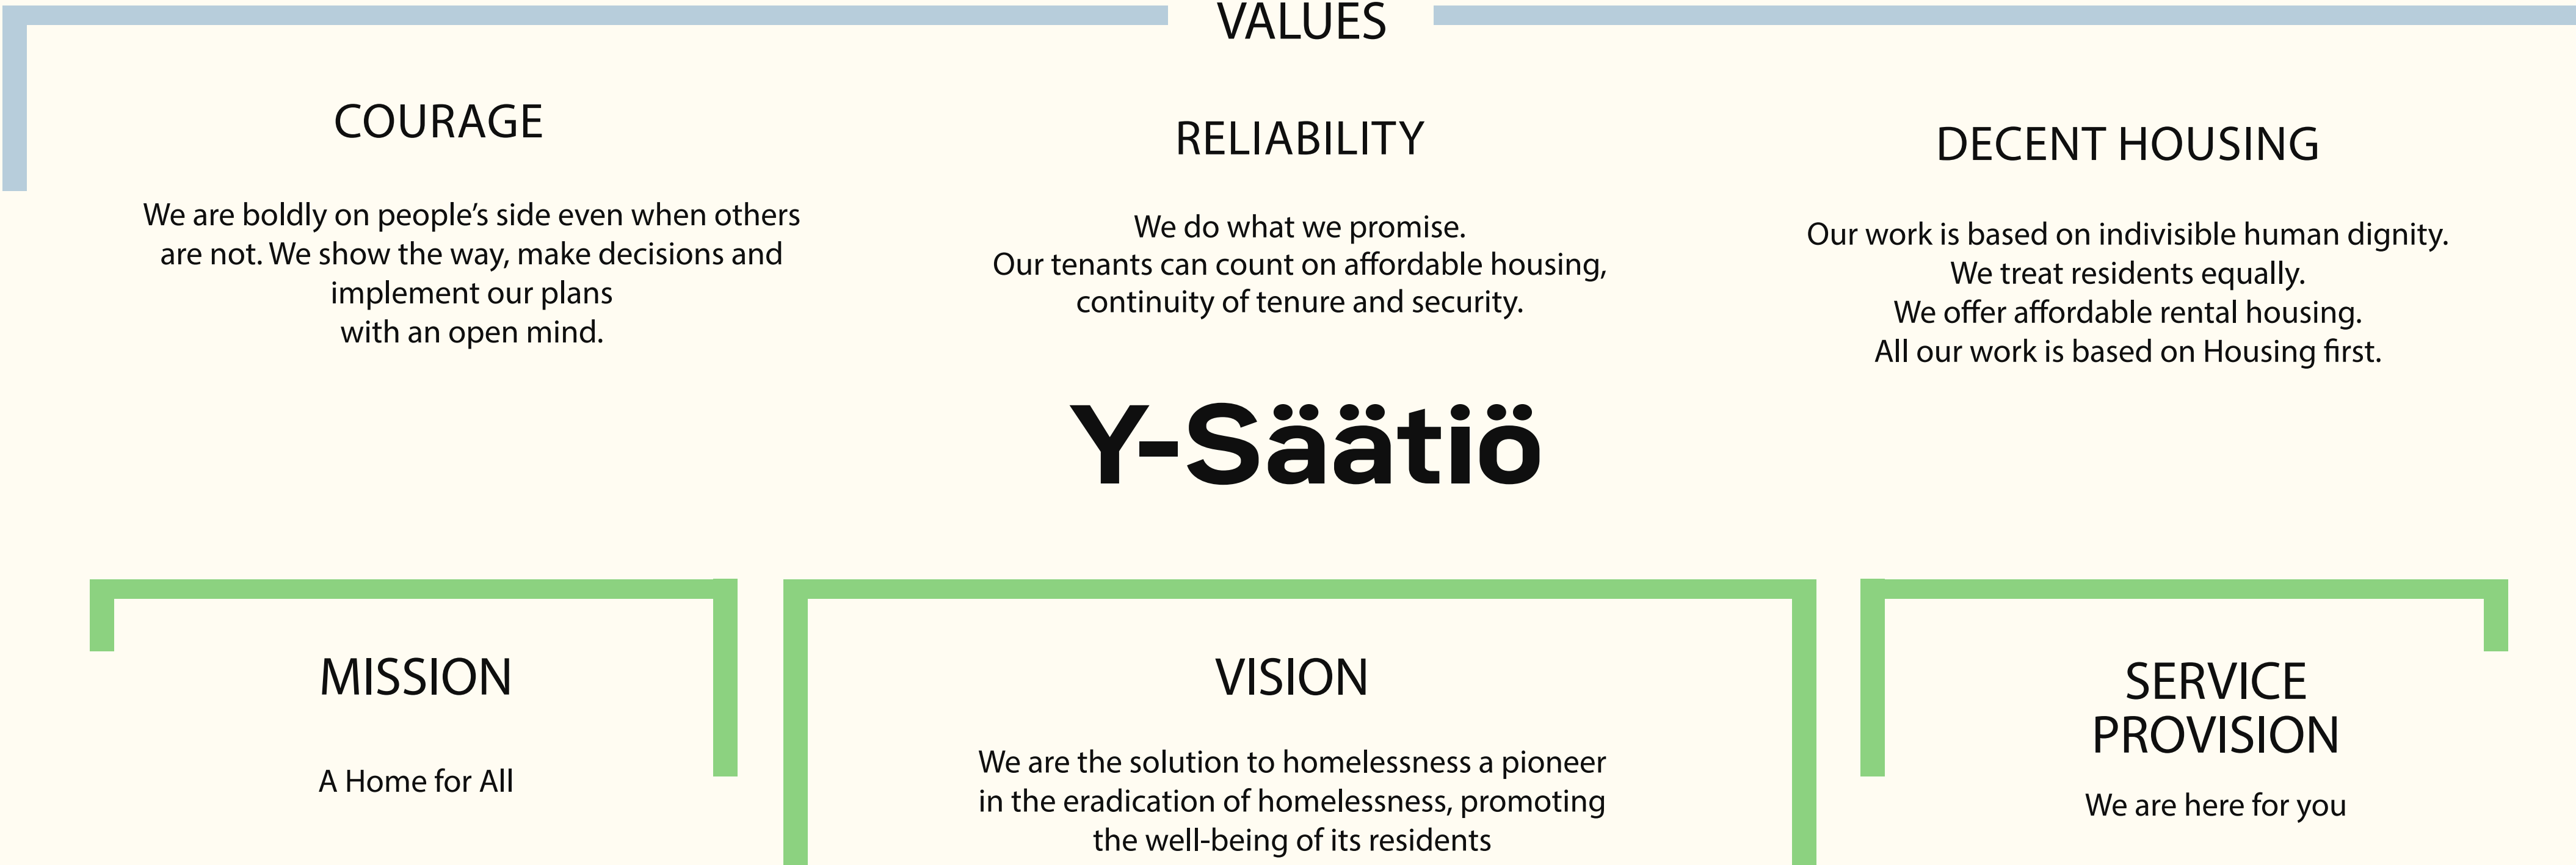 VALUES
COURAGE
We are boldly on people’s side even when others
are not. We show the way, make decisions and
implement our plans
with an open mind.
RELIABILITY
We do what we promise.
Our tenants can count on affordable housing,
continuity of tenure and security.
DECENT HOUSING
Our work is based on indivisible human dignity.
We treat residents equally.
We offer affordable rental housing.
All our work is based on Housing first.
Y-Säätiö
MISSION
A Home for All
VISION
We are the solution to homelessness a pioneer
in the eradication of homelessness, promoting
the well-being of its residents
SERVICE
PROVISION
We are here for you